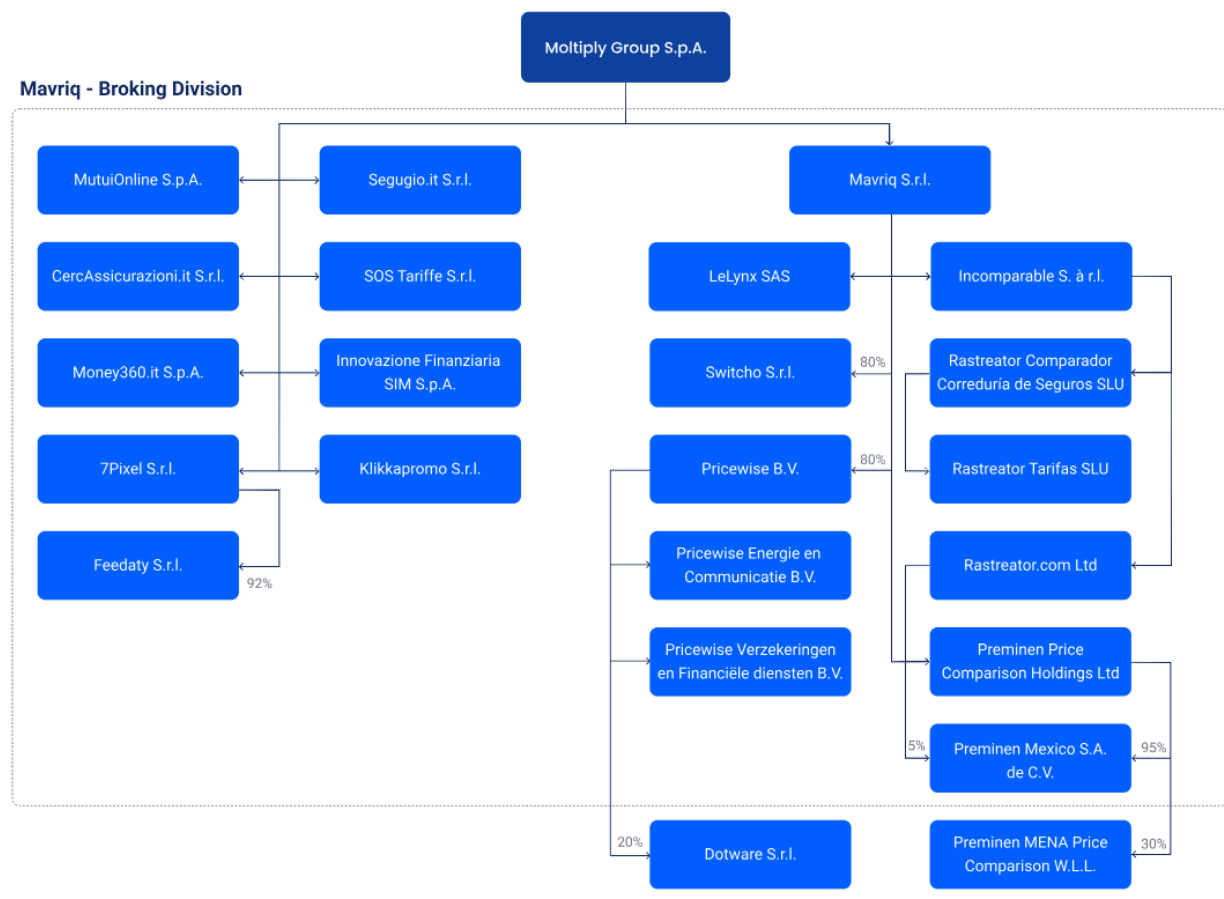 Moltiply Group S.p.A.
Mavriq - Broking Division
MutuiOnline S.p.A.
Segugio.it S.r.l.
Mavriq S.r.l.
CercAssicurazioni.it S.r.l.
SOS Tariffe S.r.l.
LeLynx SAS
Incomparable S. à r.l.
Money360.it S.p.A.
Innovazione Finanziaria
SIM S.p.A.
Switcho S.r.l.
80%
Rastreator Comparador
Correduría de Seguros SLU
7Pixel S.r.l.
Klikkapromo S.r.l.
Pricewise B.V.
80%
Rastreator Tarifas SLU
Feedaty S.r.l.
92%
Pricewise Energie en
Communicatie B.V.
Rastreator.com Ltd
Pricewise Verzekeringen
en Financiële diensten B.V.
Preminen Price
Comparison Holdings Ltd
5%
Preminen Mexico S.A.
de C.V.
95%
20%
Dotware S.r.l.
Preminen MENA Price
Comparison W.L.L.
30%